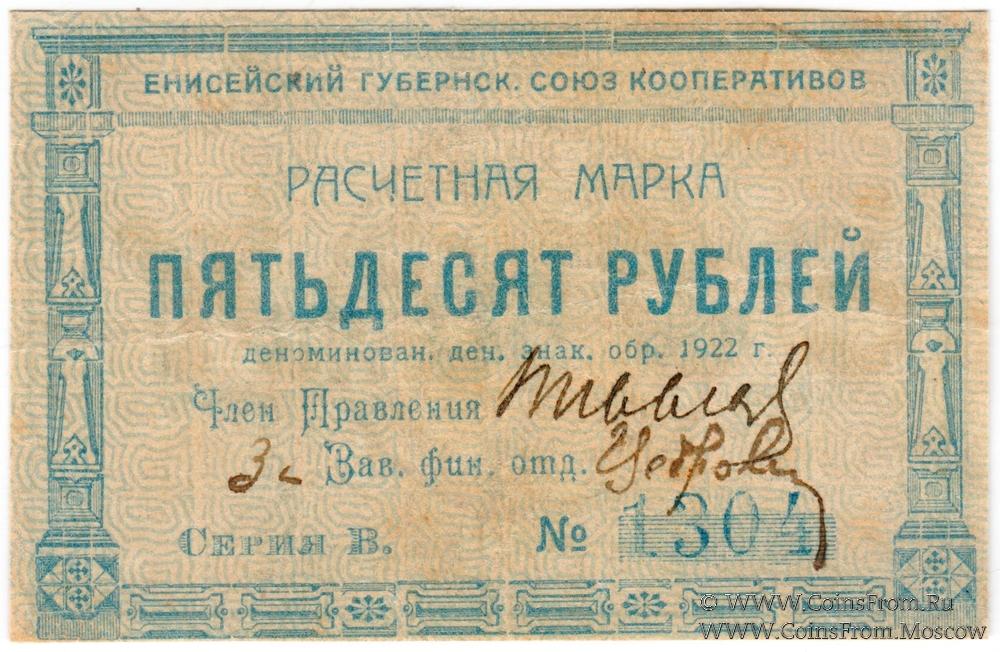 ЕНИСЕЙСКИЙ ГУБЕРНСК. СОЮЗ КООПЕРАТИВОВ
РАСЧЕТНАЯ МАРКА
ПЯТЬДЕСЯТ РУБЛЕЙ
деноминован. ден. знак. обр. 1922 г.
Член Правления
За Зав. фин. отд.
Серия В. № 1304
© WWW.CoinsFrom.Ru
WWW.CoinsFrom.Moscow